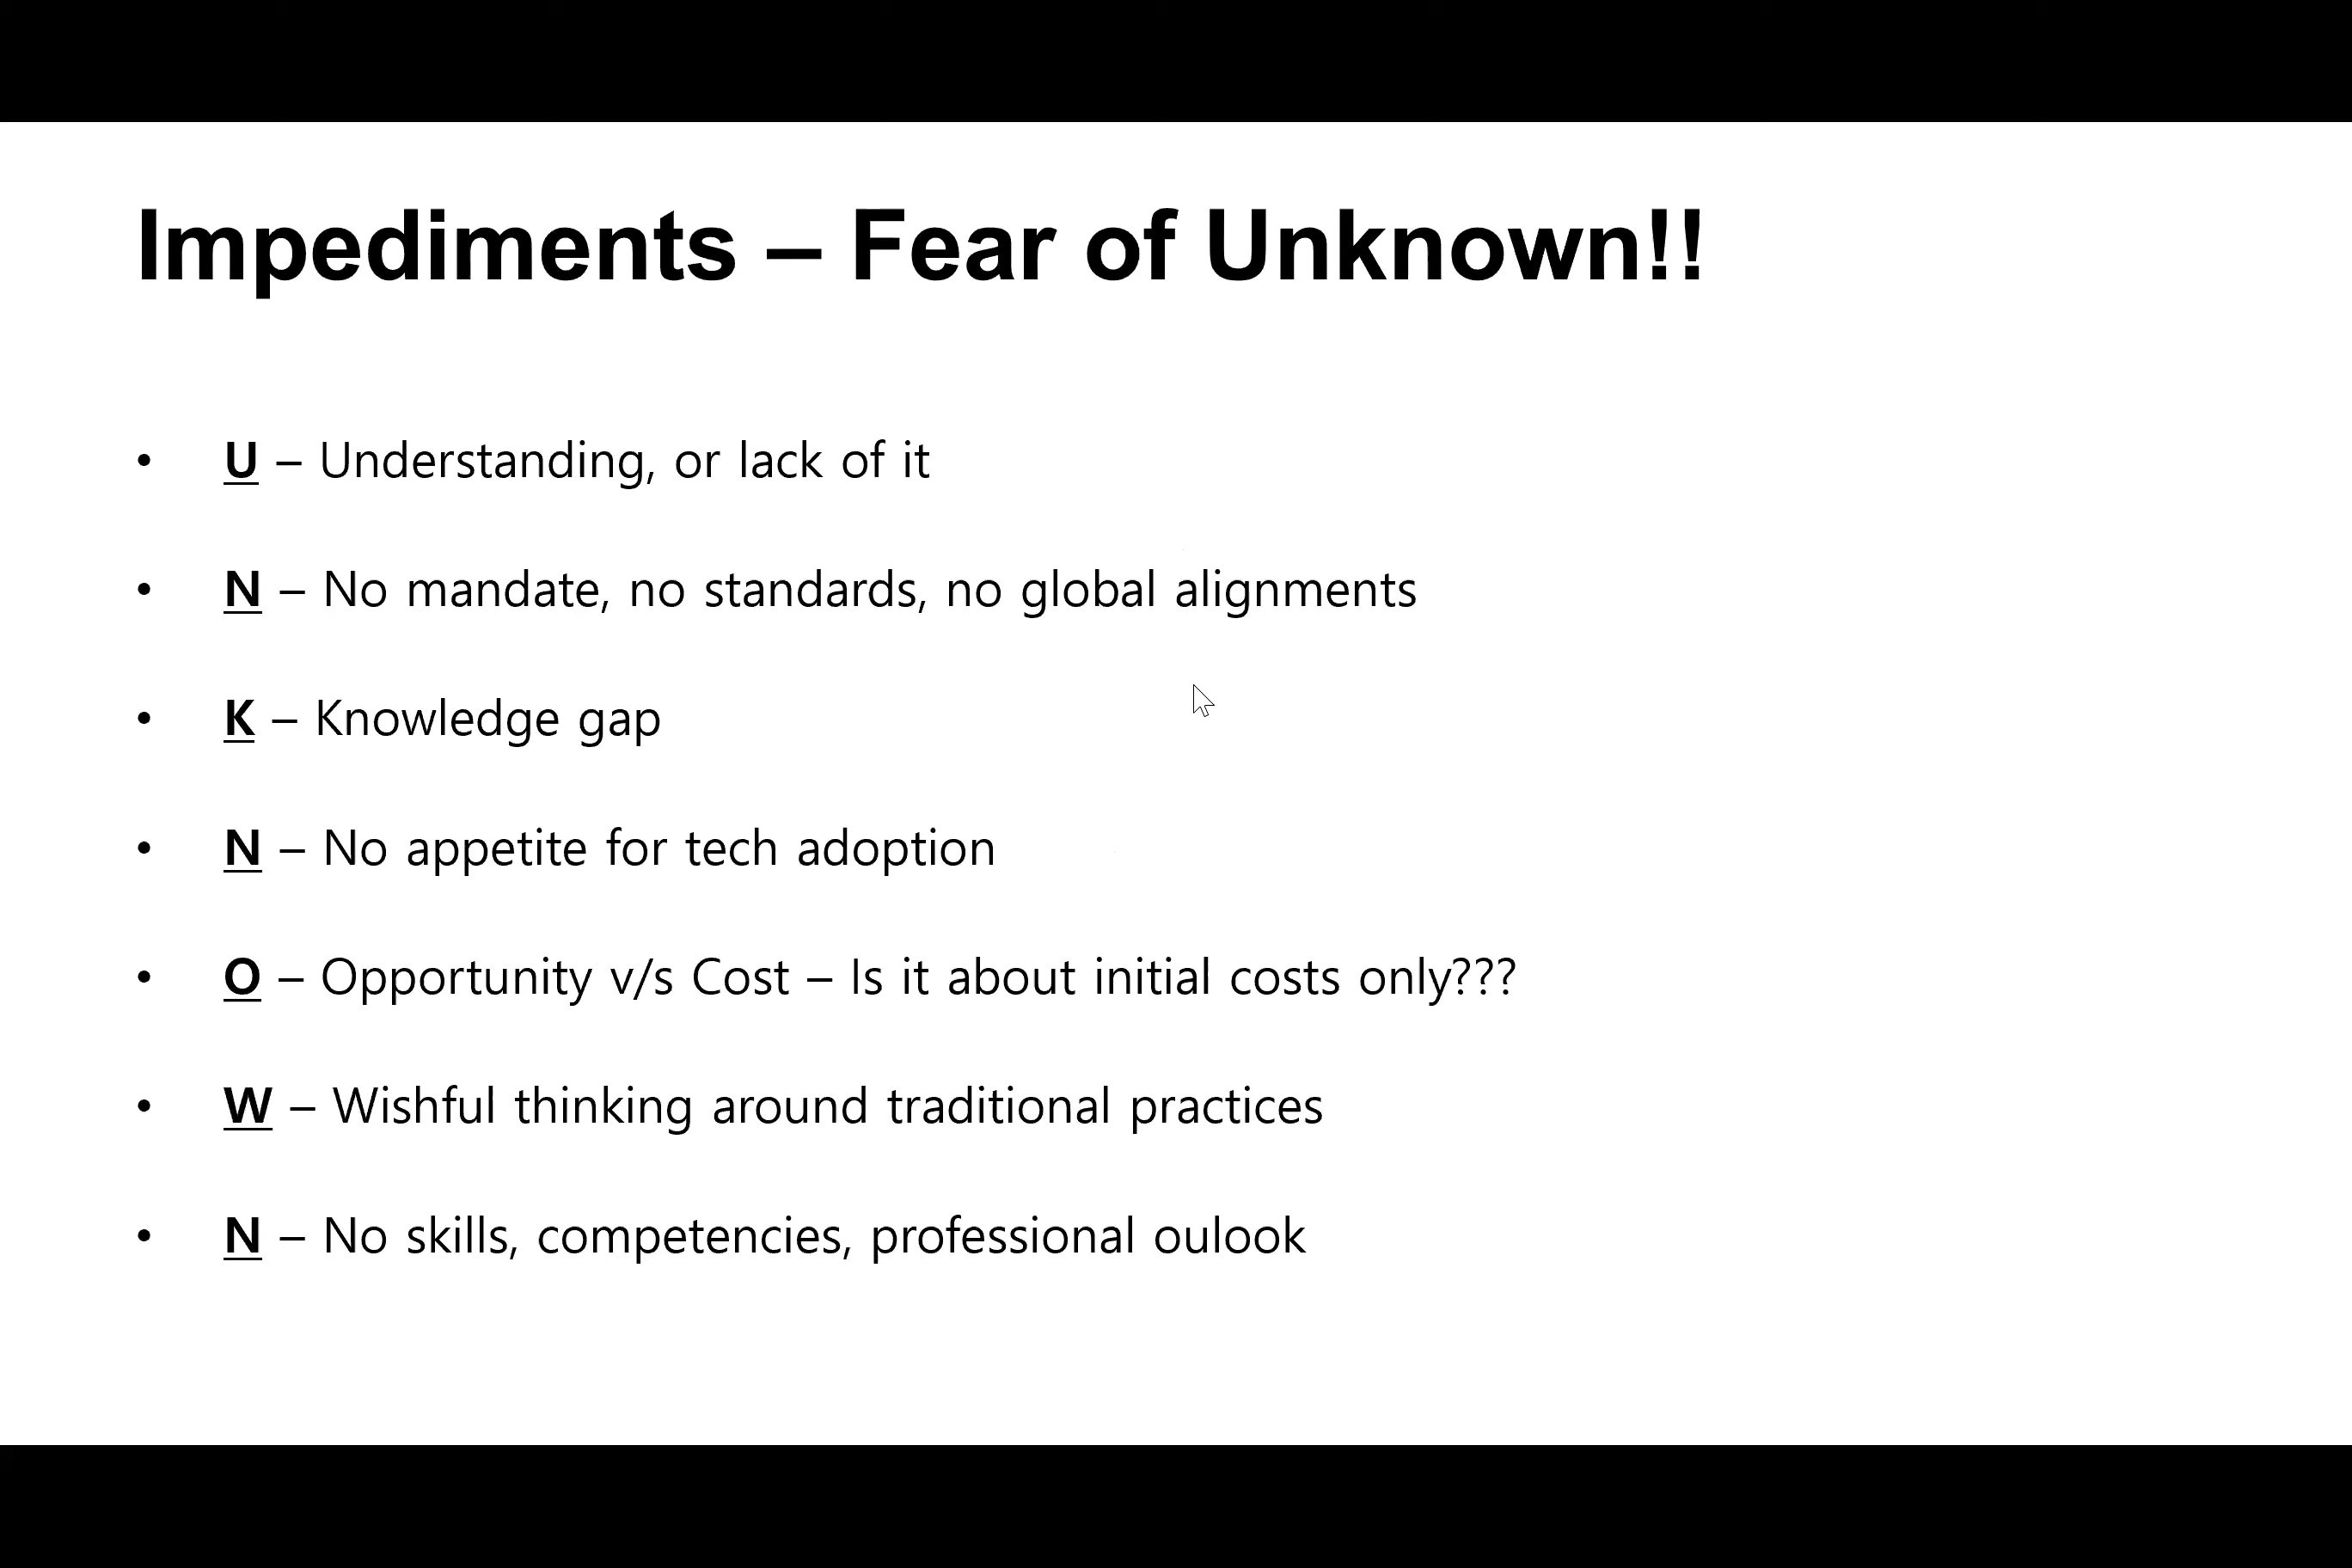 Impediments – Fear of Unknown!!
• U – Understanding, or lack of it
• N – No mandate, no standards, no global alignments
• K – Knowledge gap
• N – No appetite for tech adoption
• O – Opportunity v/s Cost – Is it about initial costs only???
• W – Wishful thinking around traditional practices
• N – No skills, competencies, professional oulook